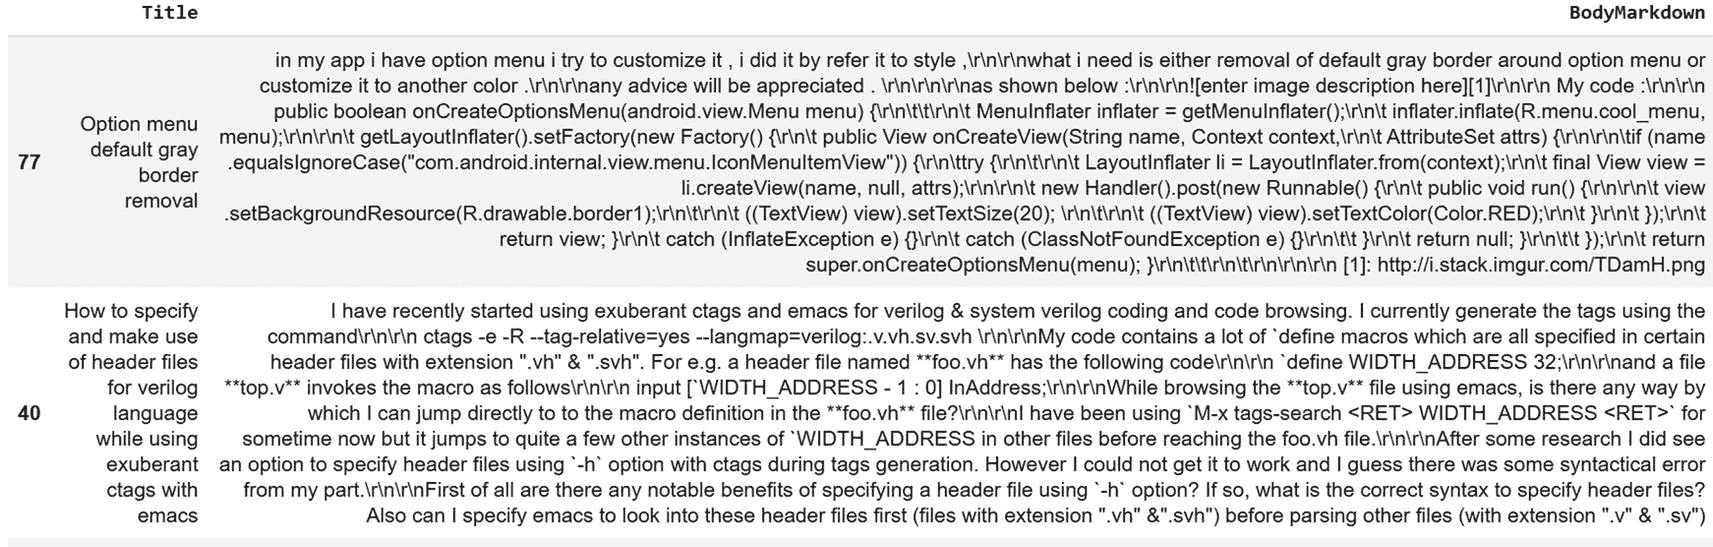 Title BodyMarkdown
in my app i have option menu i try to customize it , i did it by refer it to style ,\r\n\r\nwhat i need is either removal of default gray border around option menu or
customize it to another color .\r\n\r\nany advice will be appreciated . \r\n\r\n\r\nas shown below :\r\n\r\n![enter image description here][1]\r\n\r\n My code :\r\n\r\n
Option menu default gray border removal
public boolean onCreateOptionsMenu(android.view.Menu menu) {\r\n\t\t\r\n\t MenuInflater inflater = getMenuInflater();\r\n\t inflater.inflate(R.menu.cool_menu,
menu);\r\n\r\n\t getLayoutInflater().setFactory(new Factory() {\r\n\t public View onCreateView(String name, Context context,\r\n\t AttributeSet attrs) {\r\n\r\n\tif (name
77 .equalsIgnoreCase("com.android.internal.view.menu.IconMenuItemView")) {\r\n\ttry {\r\n\t\r\n\t LayoutInflater li = LayoutInflater.from(context);\r\n\t final View view =
li.createView(name, null, attrs);\r\n\r\n\t new Handler().post(new Runnable() {\r\n\t public void run() {\r\n\r\n\t view
.setBackgroundResource(R.drawable.border1);\r\n\t\r\n\t ((TextView) view).setTextSize(20); \r\n\t\r\n\t ((TextView) view).setTextColor(Color.RED);\r\n\t }\r\n\t });\r\n\t
return view; }\r\n\t catch (InflateException e) {}\r\n\t catch (ClassNotFoundException e) {}\r\n\t\t }\r\n\t return null; }\r\n\t\t });\r\n\t return
super.onCreateOptionsMenu(menu); }\r\n\t\t\r\n\t\r\n\r\n\r\n [1]: http://i.stack.imgur.com/TDamH.png
40
How to specify
and make use
of header files
for verilog
language
while using
exuberant
ctags with
emacs
I have recently started using exuberant ctags and emacs for verilog & system verilog coding and code browsing. I currently generate the tags using the
command\r\n\r\n ctags -e -R --tag-relative=yes --langmap=verilog:.v.vh.sv.svh \r\n\r\nMy code contains a lot of `define macros which are all specified in certain
header files with extension ".vh" & ".svh". For e.g. a header file named **foo.vh** has the following code\r\n\r\n `define WIDTH_ADDRESS 32;\r\n\r\nand a file
**top.v** invokes the macro as follows\r\n\r\n input [`WIDTH_ADDRESS - 1 : 0] InAddress;\r\n\r\nWhile browsing the **top.v** file using emacs, is there any way by
which I can jump directly to to the macro definition in the **foo.vh** file?\r\n\r\nI have been using `M-x tags-search <RET> WIDTH_ADDRESS <RET>` for
sometime now but it jumps to quite a few other instances of `WIDTH_ADDRESS in other files before reaching the foo.vh file.\r\n\r\nAfter some research I did see
an option to specify header files using `-h` option with ctags during tags generation. However I could not get it to work and I guess there was some syntactical error
from my part.\r\n\r\nFirst of all are there any notable benefits of specifying a header file using `-h` option? If so, what is the correct syntax to specify header files?
Also can I specify emacs to look into these header files first (files with extension ".vh" &".svh") before parsing other files (with extension ".v" & ".sv")